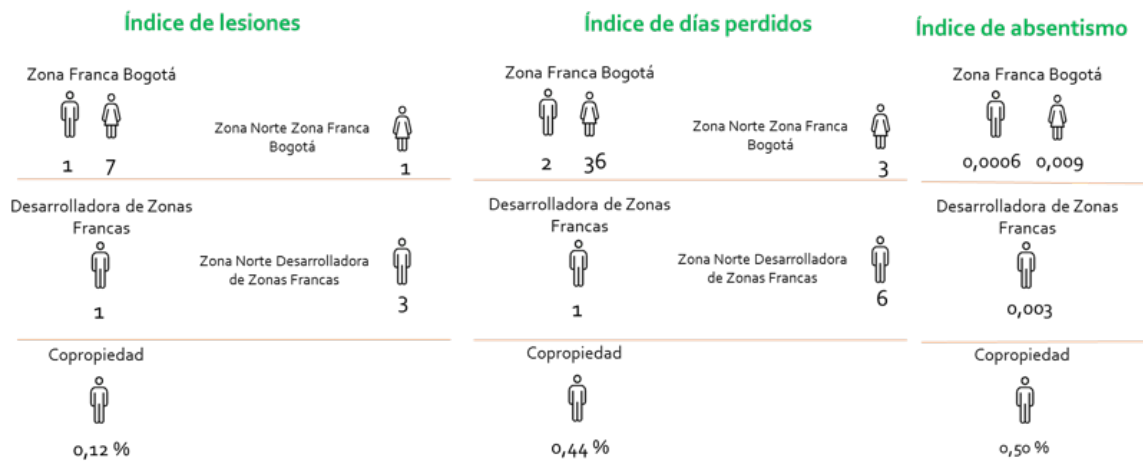 Índice de lesiones
Zona Franca Bogotá
1 7
Zona Norte Zona Franca
Bogotá
1
Desarrolladora de Zonas
Francas
1
Zona Norte Desarrolladora
de Zonas Francas
3
Copropiedad
0,12 %
Índice de días perdidos
Zona Franca Bogotá
2 36
Zona Norte Zona Franca
Bogotá
3
Desarrolladora de Zonas
Francas
1
Zona Norte Desarrolladora
de Zonas Francas
6
Copropiedad
0,44 %
Índice de absentismo
Zona Franca Bogotá
0,0006 0,009
Desarrolladora de Zonas
Francas
0,003
Copropiedad
0,50 %